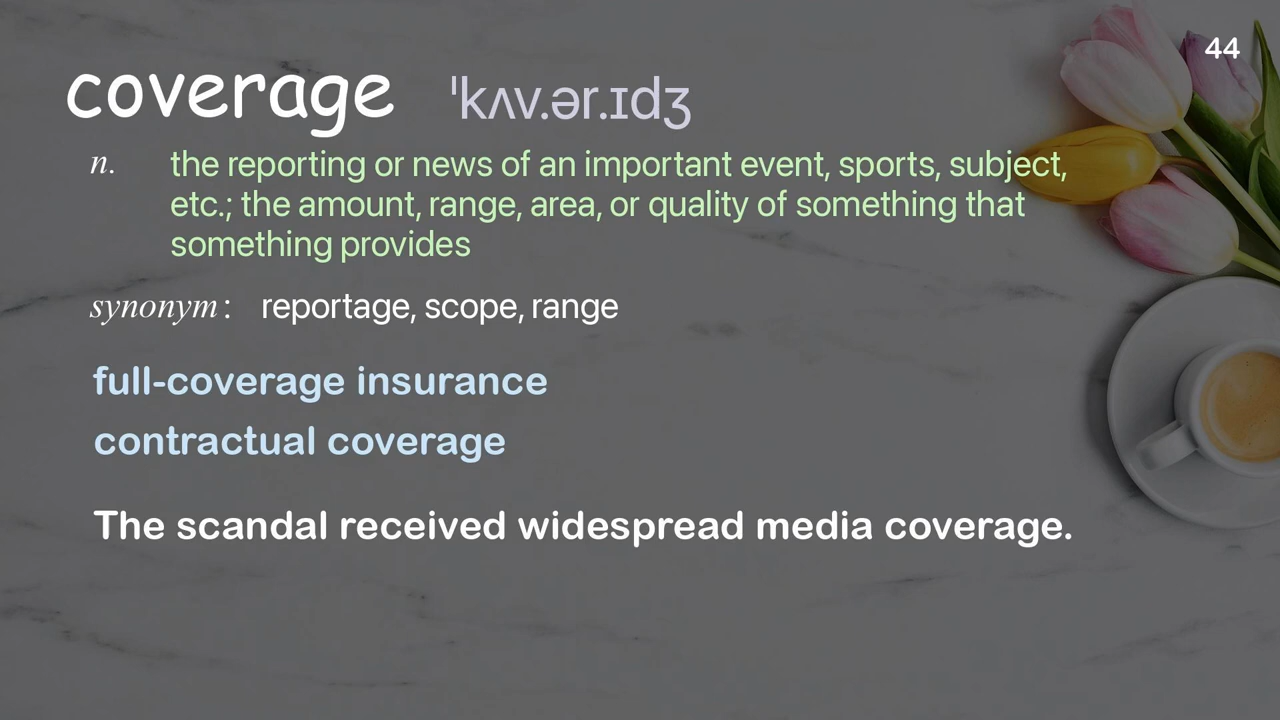 44
coverage ˈkʌv.ər.ɪdʒ
n. the reporting or news of an important event, sports, subject,
etc.; the amount, range, area, or quality of something that
something provides
synonym: reportage, scope, range
full-coverage insurance
contractual coverage
The scandal received widespread media coverage.